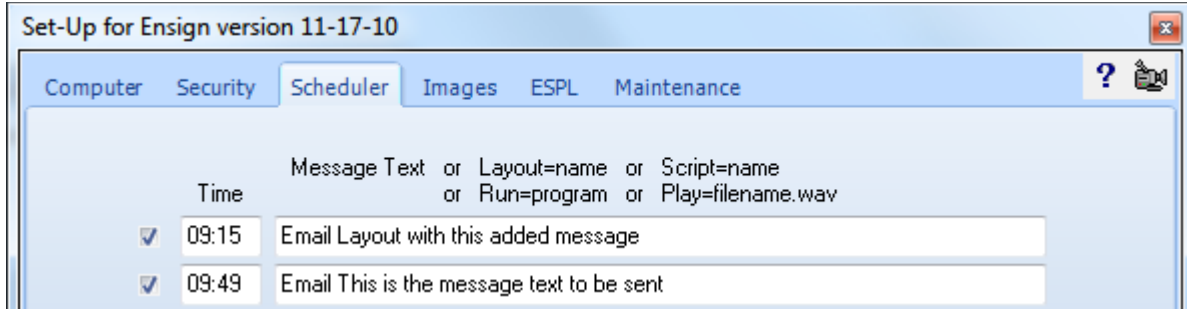 Set-Up for Ensign version 11-17-10
Computer Security Scheduler Images ESPL Maintenance ?
Message Text or Layout=name or Script=name
Time or Run=program or Play=filename.wav
09:15 Email Layout with this added message
09:49 Email This is the message text to be sent